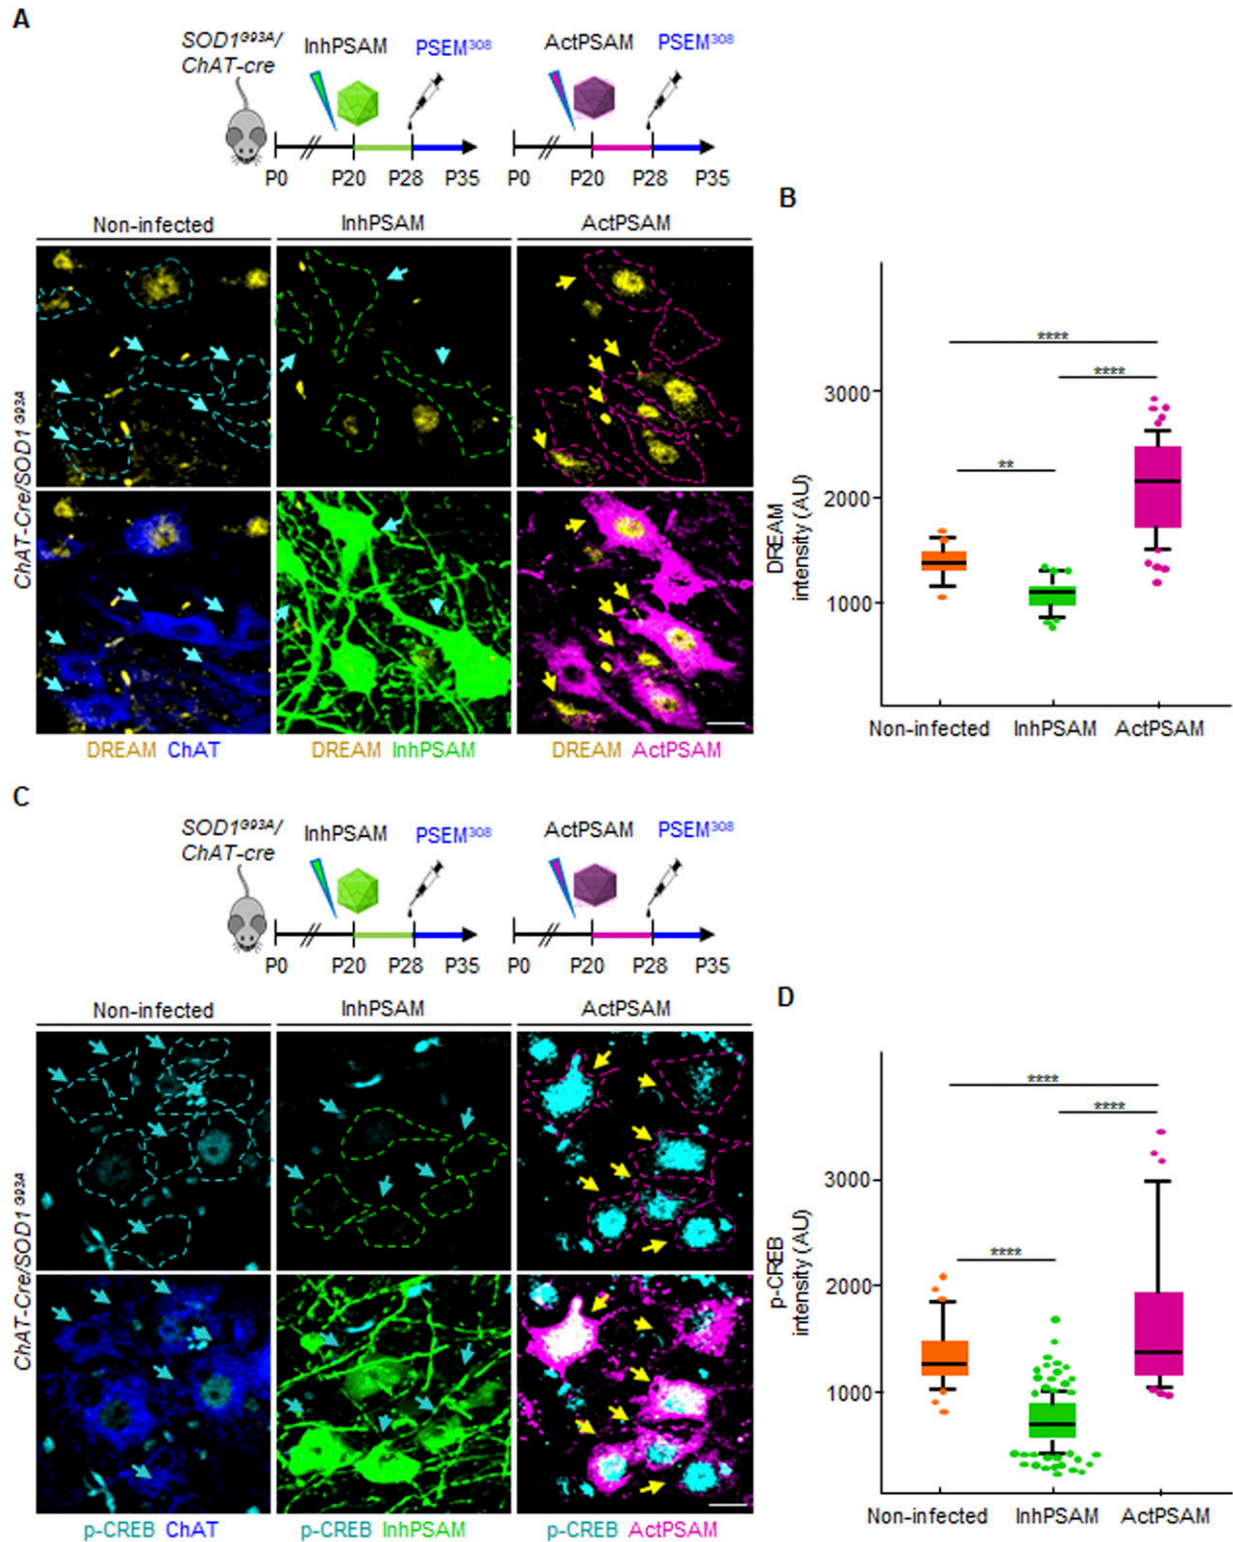 A
SOD1ᴳ⁹³ᴬ/
ChAT-cre
InhPSAM
PSEM³⁰⁸
ActPSAM
PSEM³⁰⁸
P0
P20
P28
P35
P0
P20
P28
P35
Non-infected
InhPSAM
ActPSAM
ChAT-Cre/SOD1ᴳ⁹³ᴬ
DREAM ChAT
DREAM InhPSAM
DREAM ActPSAM
B
DREAM
intensity (AU)
3000
2000
1000
****
****
**
Non-infected
InhPSAM
ActPSAM
C
SOD1ᴳ⁹³ᴬ/
ChAT-cre
InhPSAM
PSEM³⁰⁸
ActPSAM
PSEM³⁰⁸
P0
P20
P28
P35
P0
P20
P28
P35
Non-infected
InhPSAM
ActPSAM
ChAT-Cre/SOD1ᴳ⁹³ᴬ
p-CREB ChAT
p-CREB InhPSAM
p-CREB ActPSAM
D
p-CREB
intensity (AU)
3000
2000
1000
****
****
****
Non-infected
InhPSAM
ActPSAM